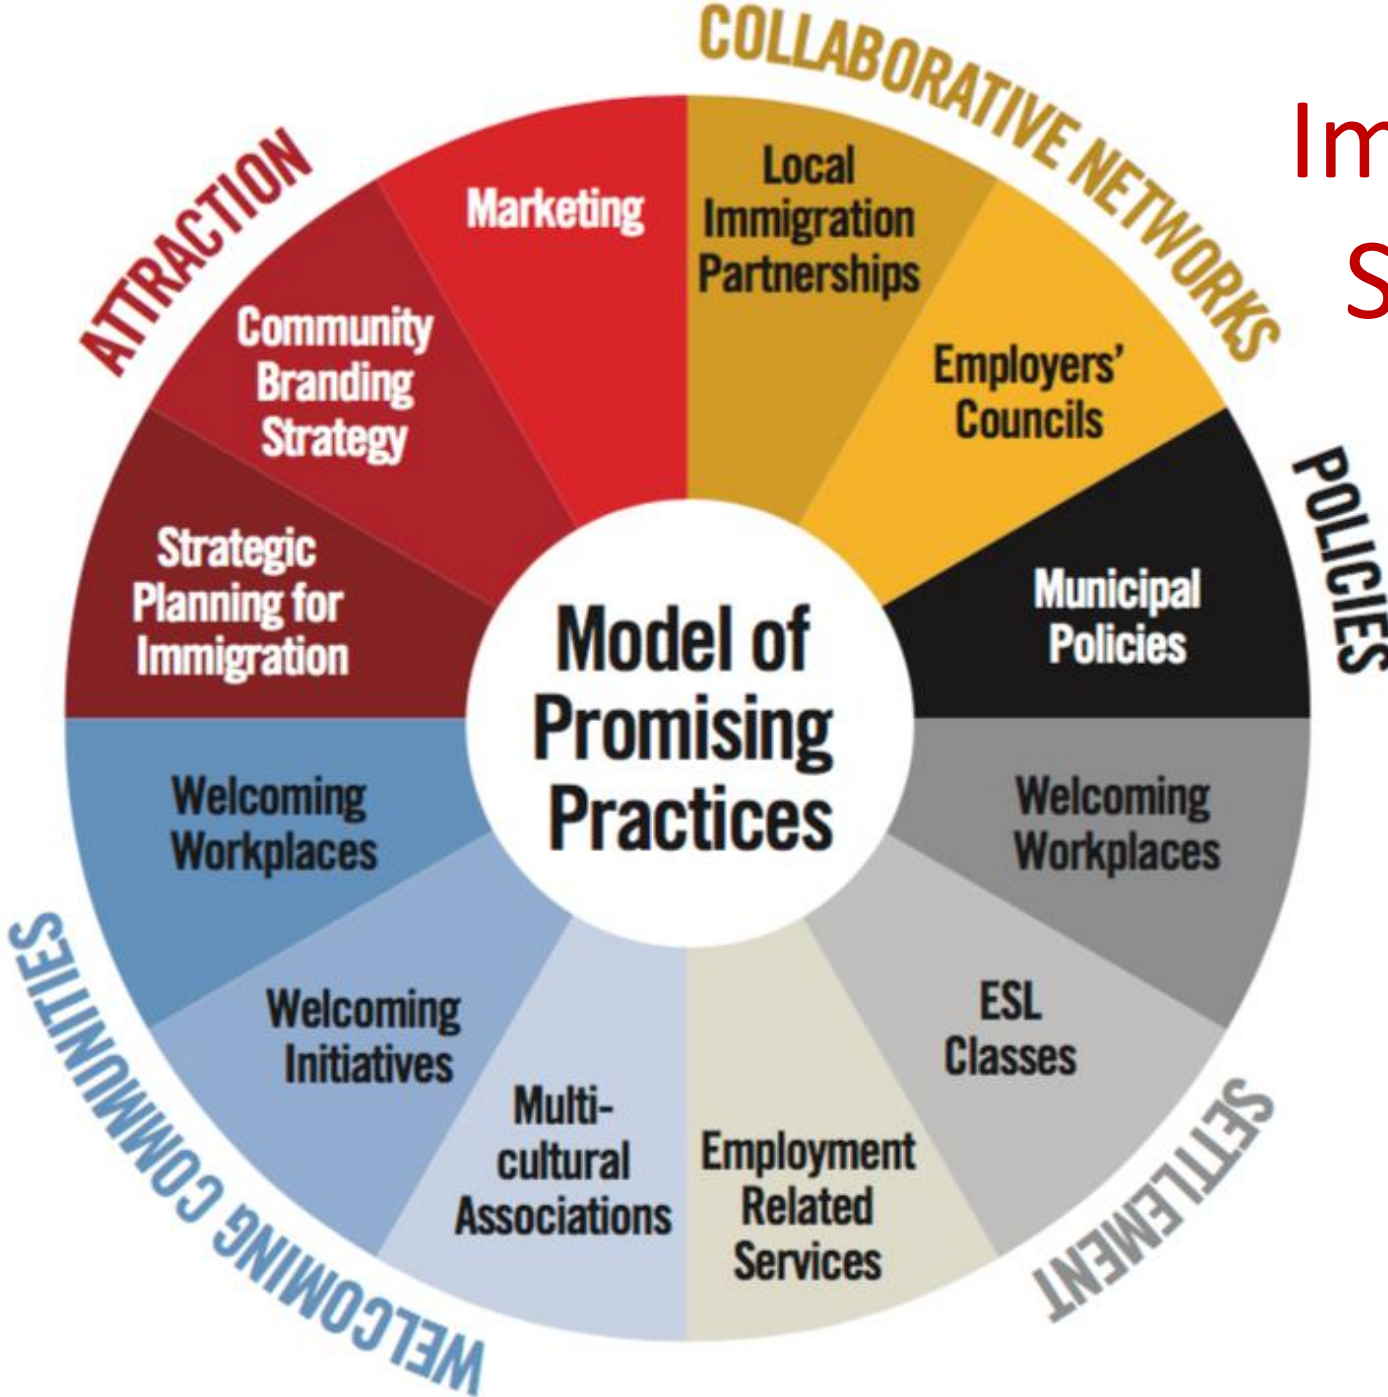 COLLABORATIVE NETWORKS
Local
Immigration
Partnerships
Employers’
Councils
POLICIES
Municipal
Policies
Welcoming
Workplaces
SETTLEMENT
ESL
Classes
Employment
Related
Services
WELCOMING COMMUNITIES
Multi-
cultural
Associations
Welcoming
Initiatives
Welcoming
Workplaces
ATTRACTION
Strategic
Planning for
Immigration
Community
Branding
Strategy
Marketing
Model of
Promising
Practices